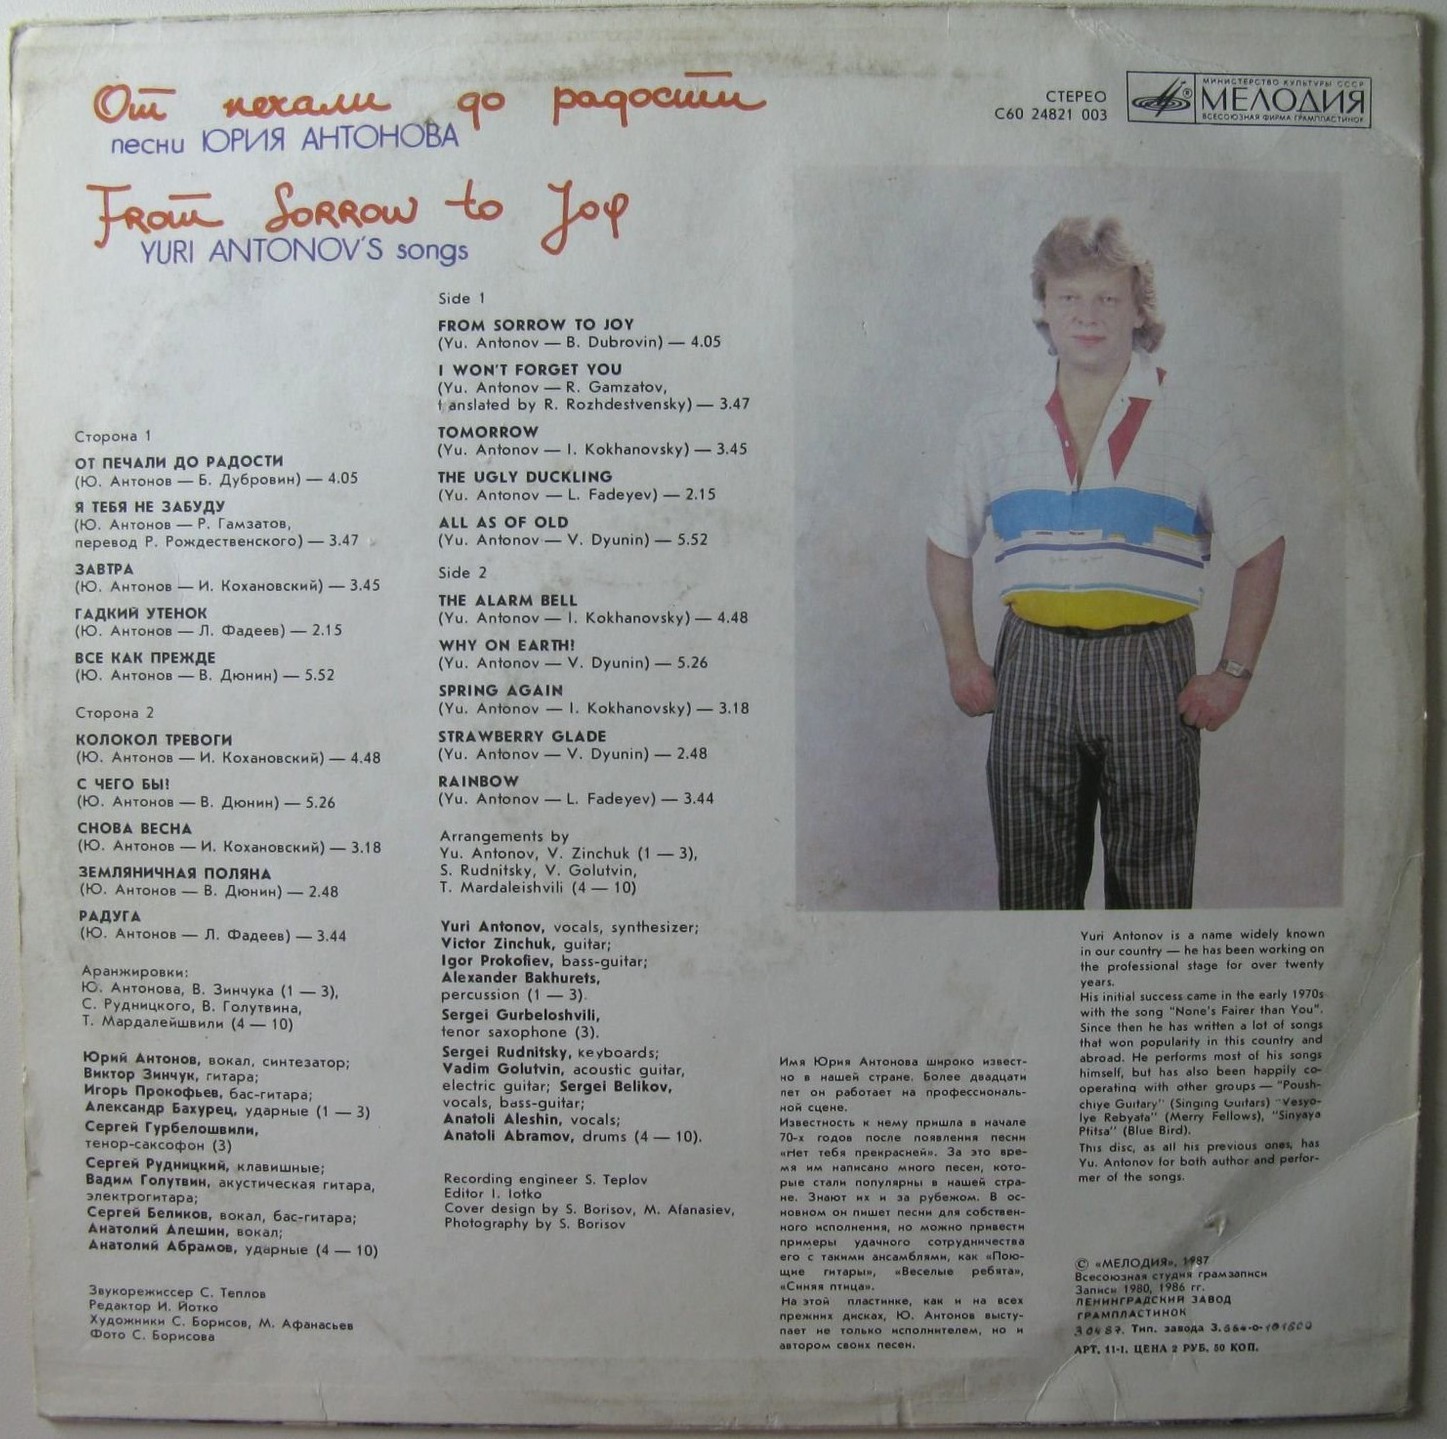 От печали до радости
песни ЮРИЯ АНТОНОВА
From Sorrow to Joy
YURI ANTONOV'S songs
СТЕРЕО
С60 24821 003
МИНИСТЕРСТВО КУЛЬТУРЫ СССР
МЕЛОДИЯ
ВСЕСОЮЗНАЯ ФИРМА ГРАМПЛАСТИНОК
Сторона 1
ОТ ПЕЧАЛИ ДО РАДОСТИ
(Ю. Антонов — Б. Дубровин) — 4.05
Я ТЕБЯ НЕ ЗАБУДУ
(Ю. Антонов — Р. Гамзатов,
перевод Р. Рождественского) — 3.47
ЗАВТРА
(Ю. Антонов — И. Кохановский) — 3.45
ГАДКИЙ УТЕНОК
(Ю. Антонов — Л. Фадеев) — 2.15
ВСЕ КАК ПРЕЖДЕ
(Ю. Антонов — В. Дюнин) — 5.52
Сторона 2
КОЛОКОЛ ТРЕВОГИ
(Ю. Антонов — И. Кохановский) — 4.48
С ЧЕГО БЫ!
(Ю. Антонов — В. Дюнин) — 5.26
СНОВА ВЕСНА
(Ю. Антонов — И. Кохановский) — 3.18
ЗЕМЛЯНИЧНАЯ ПОЛЯНА
(Ю. Антонов — В. Дюнин) — 2.48
РАДУГА
(Ю. Антонов — Л. Фадеев) — 3.44
Аранжировки:
Ю. Антонова, В. Зинчука (1 — 3),
С. Рудницкого, В. Голутвина,
Т. Мардалейшвили (4 — 10)
Юрий Антонов, вокал, синтезатор;
Виктор Зинчук, гитара;
Игорь Прокофьев, бас-гитара;
Александр Бахурец, ударные (1 — 3)
Сергей Гурбелошвили,
тенор-саксофон (3)
Сергей Рудницкий, клавишные;
Вадим Голутвин, акустическая гитара,
электрогитара;
Сергей Беликов, вокал, бас-гитара;
Анатолий Алешин, вокал;
Анатолий Абрамов, ударные (4 — 10)
Звукорежиссер С. Теплов
Редактор И. Йотко
Художники С. Борисов, М. Афанасьев
Фото С. Борисова
Side 1
FROM SORROW TO JOY
(Yu. Antonov — B. Dubrovin) — 4.05
I WON'T FORGET YOU
(Yu. Antonov — R. Gamzatov,
t anslated by R. Rozhdestvensky) — 3.47
TOMORROW
(Yu. Antonov — I. Kokhanovsky) — 3.45
THE UGLY DUCKLING
(Yu. Antonov — L. Fadeyev) — 2.15
ALL AS OF OLD
(Yu. Antonov — V. Dyunin) — 5.52
Side 2
THE ALARM BELL
(Yu. Antonov — I. Kokhanovsky) — 4.48
WHY ON EARTH!
(Yu. Antonov — V. Dyunin) — 5.26
SPRING AGAIN
(Yu. Antonov — I. Kokhanovsky) — 3.18
STRAWBERRY GLADE
(Yu. Antonov — V. Dyunin) — 2.48
RAINBOW
(Yu. Antonov — L. Fadeyev) — 3.44
Arrangements by
Yu. Antonov, V. Zinchuk (1 — 3),
S. Rudnitsky, V. Golutvin,
T. Mardaleishvili (4 — 10)
Yuri Antonov, vocals, synthesizer;
Victor Zinchuk, guitar;
Igor Prokofiev, bass-guitar;
Alexander Bakhurets,
percussion (1 — 3).
Sergei Gurbeloshvili,
tenor saxophone (3).
Sergei Rudnitsky, keyboards;
Vadim Golutvin, acoustic guitar,
electric guitar; Sergei Belikov,
vocals, bass-guitar;
Anatoli Aleshin, vocals;
Anatoli Abramov, drums (4 — 10).
Recording engineer S. Teplov
Editor I. Iotko
Cover design by S. Borisov, M. Afanasiev,
Photography by S. Borisov
Имя Юрия Антонова широко извест-
но в нашей стране. Более двадцати
лет он работает на профессиональ-
ной сцене.
Известность к нему пришла в начале
70-х годов после появления песни
«Нет тебя прекрасней». За это вре-
мя им написано много песен, кото-
рые стали популярны в нашей стра-
не. Знают их и за рубежом. В ос-
новном он пишет песни для собствен-
ного исполнения, но можно привести
примеры удачного сотрудничества
его с такими ансамблями, как «Пою-
щие гитары», «Веселые ребята»,
«Синяя птица».
На этой пластинке, как и на всех
прежних дисках, Ю. Антонов высту-
пает не только исполнителем, но и
автором своих песен.
Yuri Antonov is a name widely known
in our country — he has been working on
the professional stage for over twenty
years.
His initial success came in the early 1970s
with the song "None's Fairer than You".
Since then he has written a lot of songs
that won popularity in this country and
abroad. He performs most of his songs
himself, but has also been happily co-
operating with other groups — "Poush-
chiye Guitary" (Singing Guitars) "Vesyo-
lye Rebyata" (Merry Fellows), "Sinyaya
Ptitsa" (Blue Bird).
This disc, as all his previous ones, has
Yu. Antonov for both author and perfor-
mer of the songs.
© «МЕЛОДИЯ», 1987
Всесоюзная студия грамзаписи
Записи 1980, 1986 гг.
ЛЕНИНГРАДСКИЙ ЗАВОД
ГРАМПЛАСТИНОК
Тип. завода
АРТ. 11-1. ЦЕНА 2 РУБ. 50 КОП.